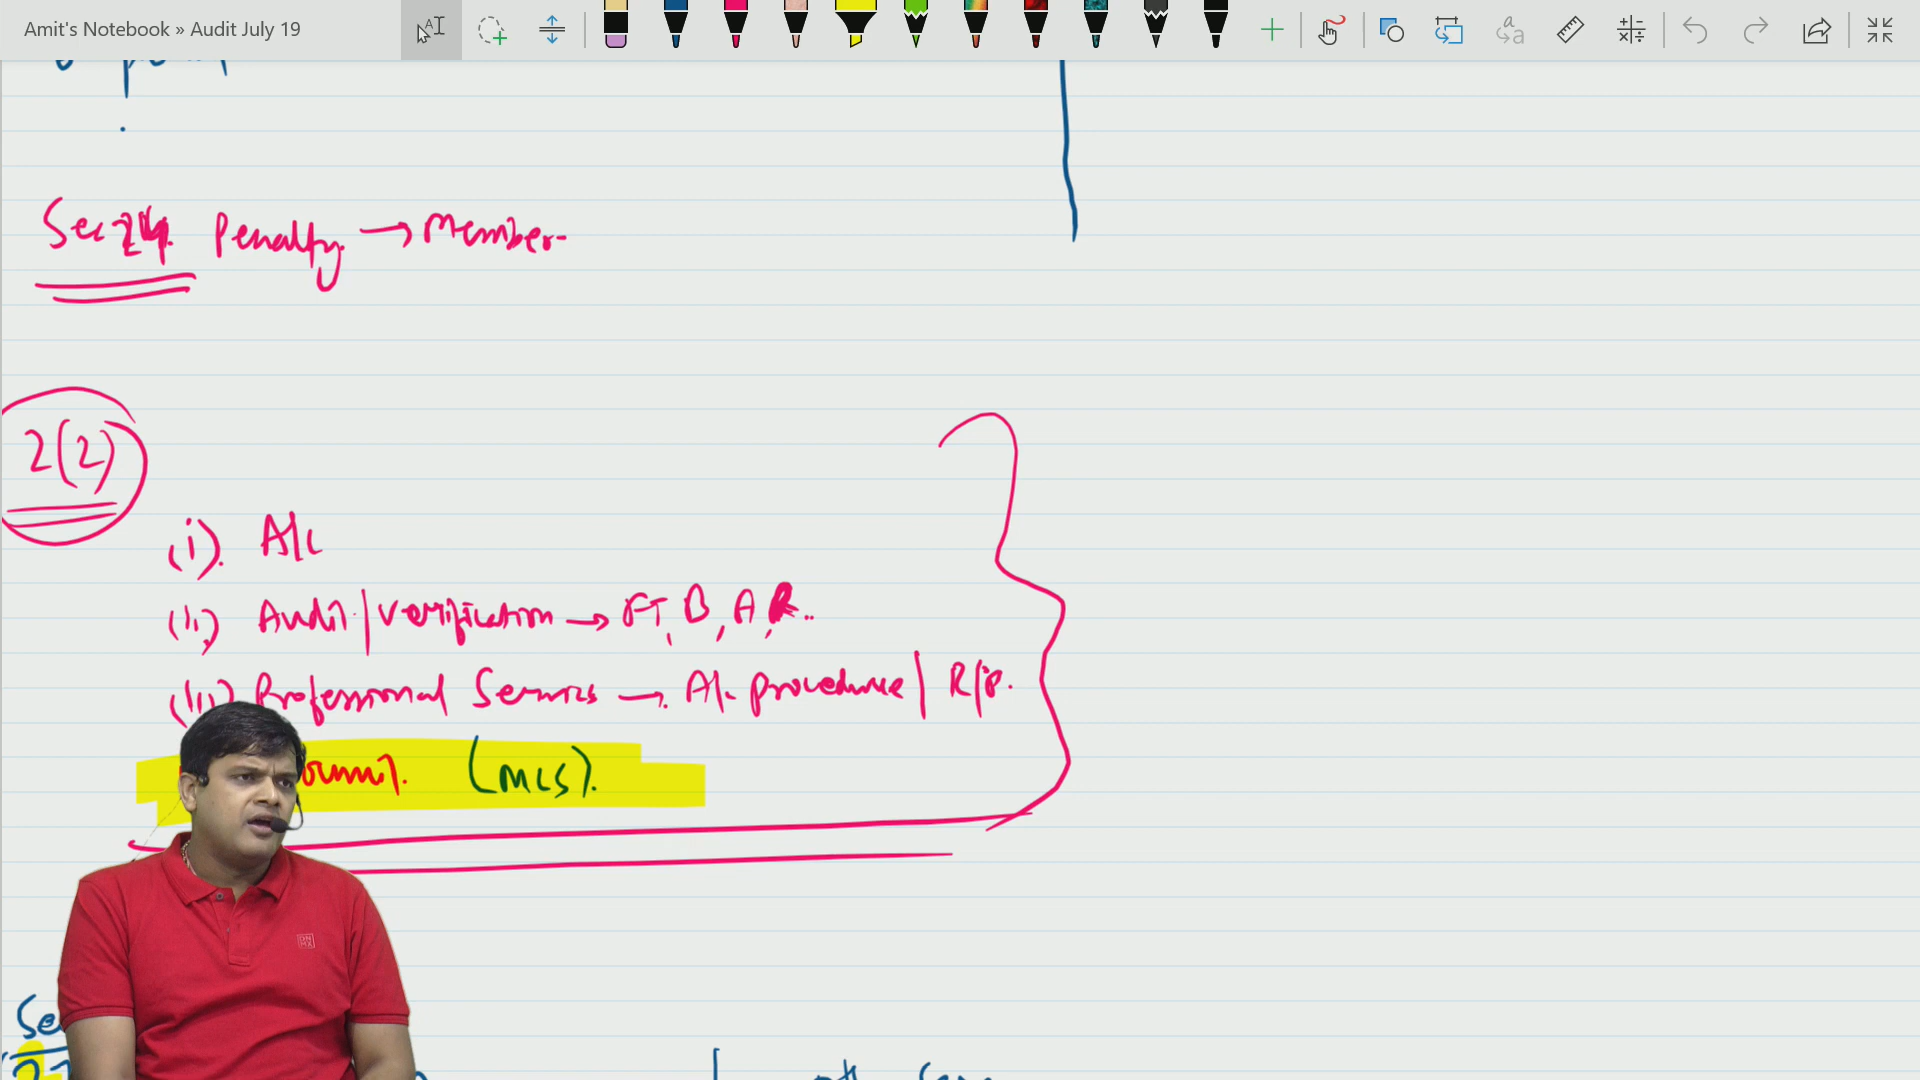 Amit's Notebook » Audit July 19
Sec 24. Penalty → Member
2(2)
(i). A/c
(ii) Audit / Verification → FT, B, A, R..
(iii) Professional Services → A/c procedure / R/P.
(MCS).
Se